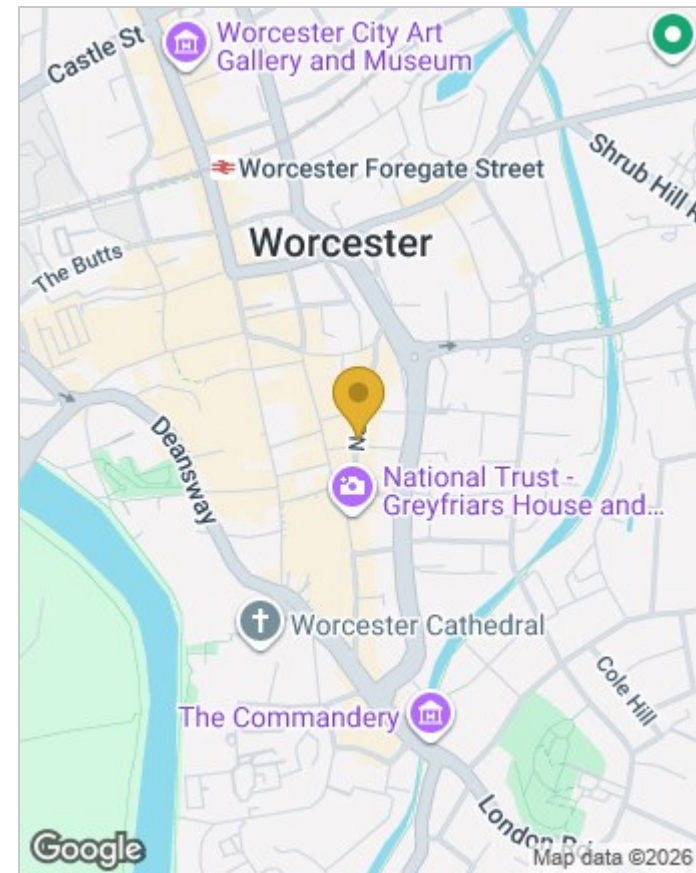 Castle St
Worcester City Art
Gallery and Museum
Shrub Hill R
Worcester Foregate Street
Worcester
The Butts
Deansway
National Trust -
Greyfriars House and...
Worcester Cathedral
Cole Hill
The Commandery
London Rd
Google
Map data ©2026